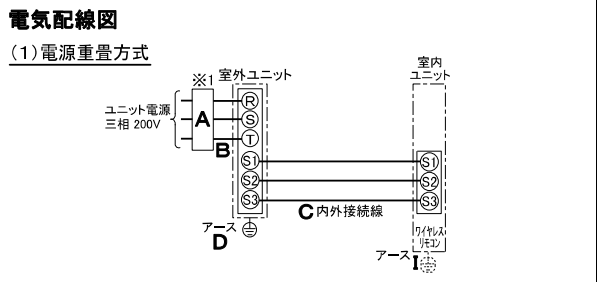 電気配線図
(1)電源重畳方式
※1
室外ユニット
室内
ユニット
ユニット電源
三相 200V
A
R
S
T
B
S1
S2
S3
S1
S2
S3
C 内外接続線
アース
D
ワイヤレス
リモコン
アース
I